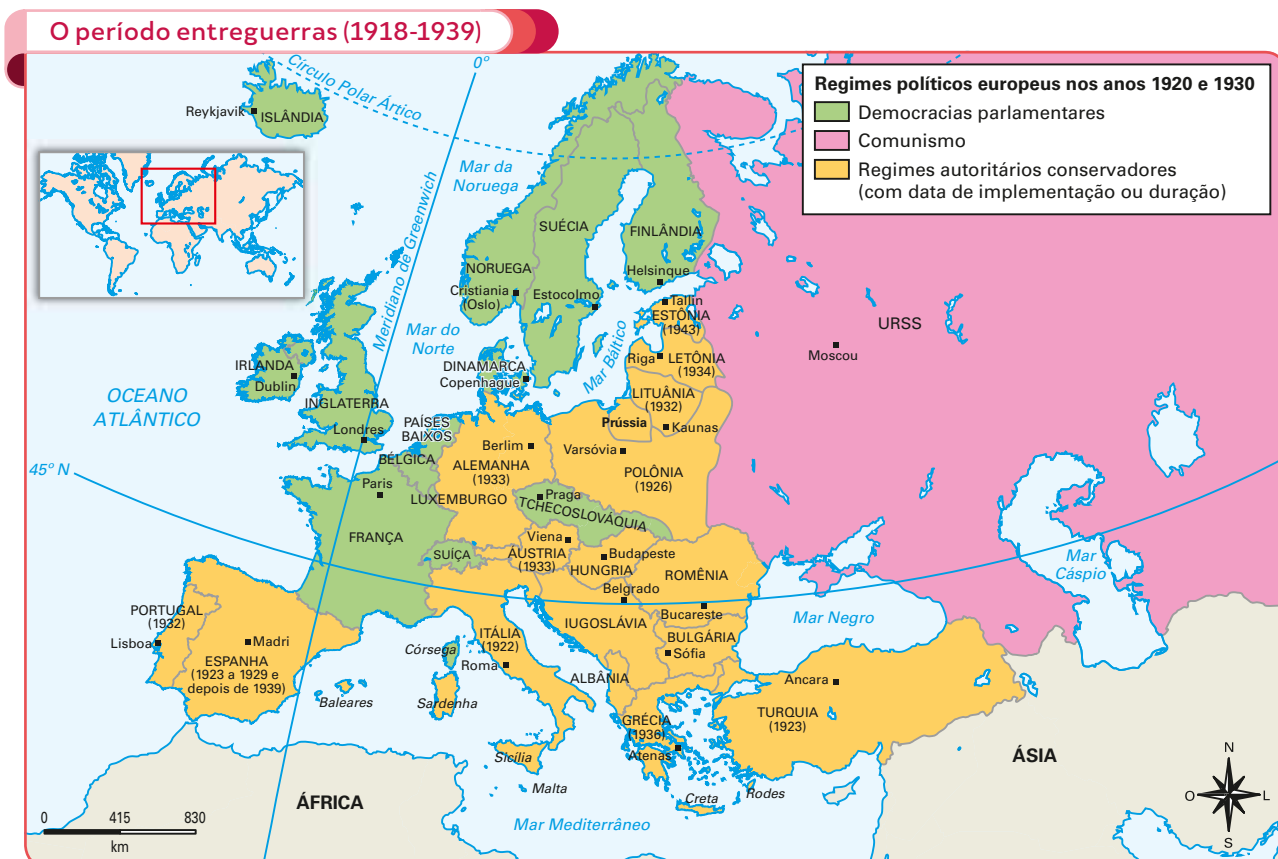 O período entreguerras (1918-1939)
Regimes políticos europeus nos anos 1920 e 1930
Democracias parlamentares
Comunismo
Regimes autoritários conservadores
(com data de implementação ou duração)
Círculo Polar Ártico
0°
Meridiano de Greenwich
Reykjavik
ISLÂNDIA
Mar da
Noruega
SUÉCIA
FINLÂNDIA
NORUEGA
Helsinque
Cristiania
(Oslo)
Estocolmo
Tallin
ESTÔNIA
(1943)
URSS
Moscou
Mar do
Norte
Mar Báltico
Riga
LETÔNIA
(1934)
IRLANDA
Dublin
DINAMARCA
Copenhague
OCEANO
ATLÂNTICO
INGLATERRA
Londres
LITUÂNIA
(1932)
Prússia
Kaunas
PAÍSES
BAIXOS
Berlim
Varsóvia
BÉLGICA
ALEMANHA
(1933)
POLÔNIA
(1926)
45° N
Paris
LUXEMBURGO
Praga
TCHECOSLOVÁQUIA
FRANÇA
Viena
SUÍÇA
ÁUSTRIA
(1933)
Budapeste
HUNGRIA
ROMÊNIA
Mar
Cáspio
Belgrado
Bucareste
PORTUGAL
(1932)
Lisboa
Madri
ESPANHA
(1923 a 1929 e
depois de 1939)
IUGOSLÁVIA
Mar Negro
ITÁLIA
(1922)
BULGÁRIA
Sófia
Córsega
Roma
ALBÂNIA
Ancara
Baleares
Sardenha
GRÉCIA
(1936)
TURQUIA
(1923)
Atenas
Sicília
ÁSIA
Malta
Creta
Rodes
ÁFRICA
Mar Mediterrâneo
0 415 830
km
N
O
L
S